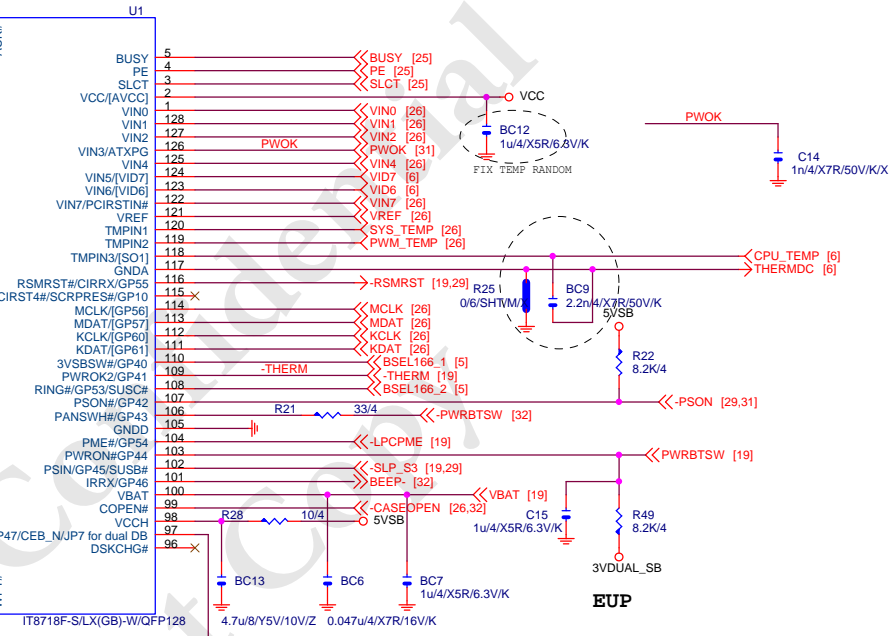 U1
BUSY 5 BUSY [25]
PE 4 PE [25]
SLCT 3 SLCT [25]
VCC/[AVCC] 2 VCC
VIN0 1 VIN0 [26]
VIN1 128 VIN1 [26]
VIN2 127 VIN2 [26]
VIN3/ATXPG 126 PWOK PWOK [31]
VIN4 125 VIN4 [26]
VIN5/[VID7] 124 VID7 [6]
VIN6/[VID6] 123 VID6 [6]
VIN7/PCIRSTIN# 122 VIN7 [26]
VREF 121 VREF [26]
TMPIN1 120 SYS_TEMP [26]
TMPIN2 119 PWM_TEMP [26]
TMPIN3/[SO1] 118 CPU_TEMP [6]
GNDA 117 THERMDC [6]
RSMRST#/CIRRX/GP55 116 -RSMRST [19,29]
CIRST4#/SCRPRES#/GP10 115
MCLK/[GP56] 114 MCLK [26]
MDAT/[GP57] 113 MDAT [26]
KCLK/[GP60] 112 KCLK [26]
KDAT/[GP61] 111 KDAT [26]
3VSBSW#/GP40 110 BSEL166_1 [5]
PWROK2/GP41 109 -THERM -THERM [19]
RING#/GP53/SUSC# 108 BSEL166_2 [5]
PSON#/GP42 107 -PSON [29,31]
PANSWH#/GP43 106 R21 33/4 -PWRBTSW [32]
GNDD 105
PME#/GP54 104 -LPCPME [19]
PWRON#GP44 103 PWRBTSW [19]
PSIN/GP45/SUSB# 102 -SLP_S3 [19,29]
IRRX/GP46 101 BEEP- [32]
VBAT 100 VBAT [19]
COPEN# 99 -CASEOPEN [26,32]
VCCH 98 R28 10/4 5VSB
P47/CEB_N/JP7 for dual DB 97
DSKCHG# 96
BC12
1u/4/X5R/6.3V/K
FIX TEMP RANDOM
PWOK
C14
1n/4/X7R/50V/K/X
R25
BC9
2.2n/4/X7R/50V/K
5VSB
R22
8.2K/4
C15
1u/4/X5R/6.3V/K
R49
8.2K/4
3VDUAL_SB
EUP
BC13
BC6
BC7
1u/4/X5R/6.3V/K
IT8718F-S/LX(GB)-W/QFP128 4.7u/8/Y5V/10V/Z 0.047u/4/X7R/16V/K
Confidential
Copy